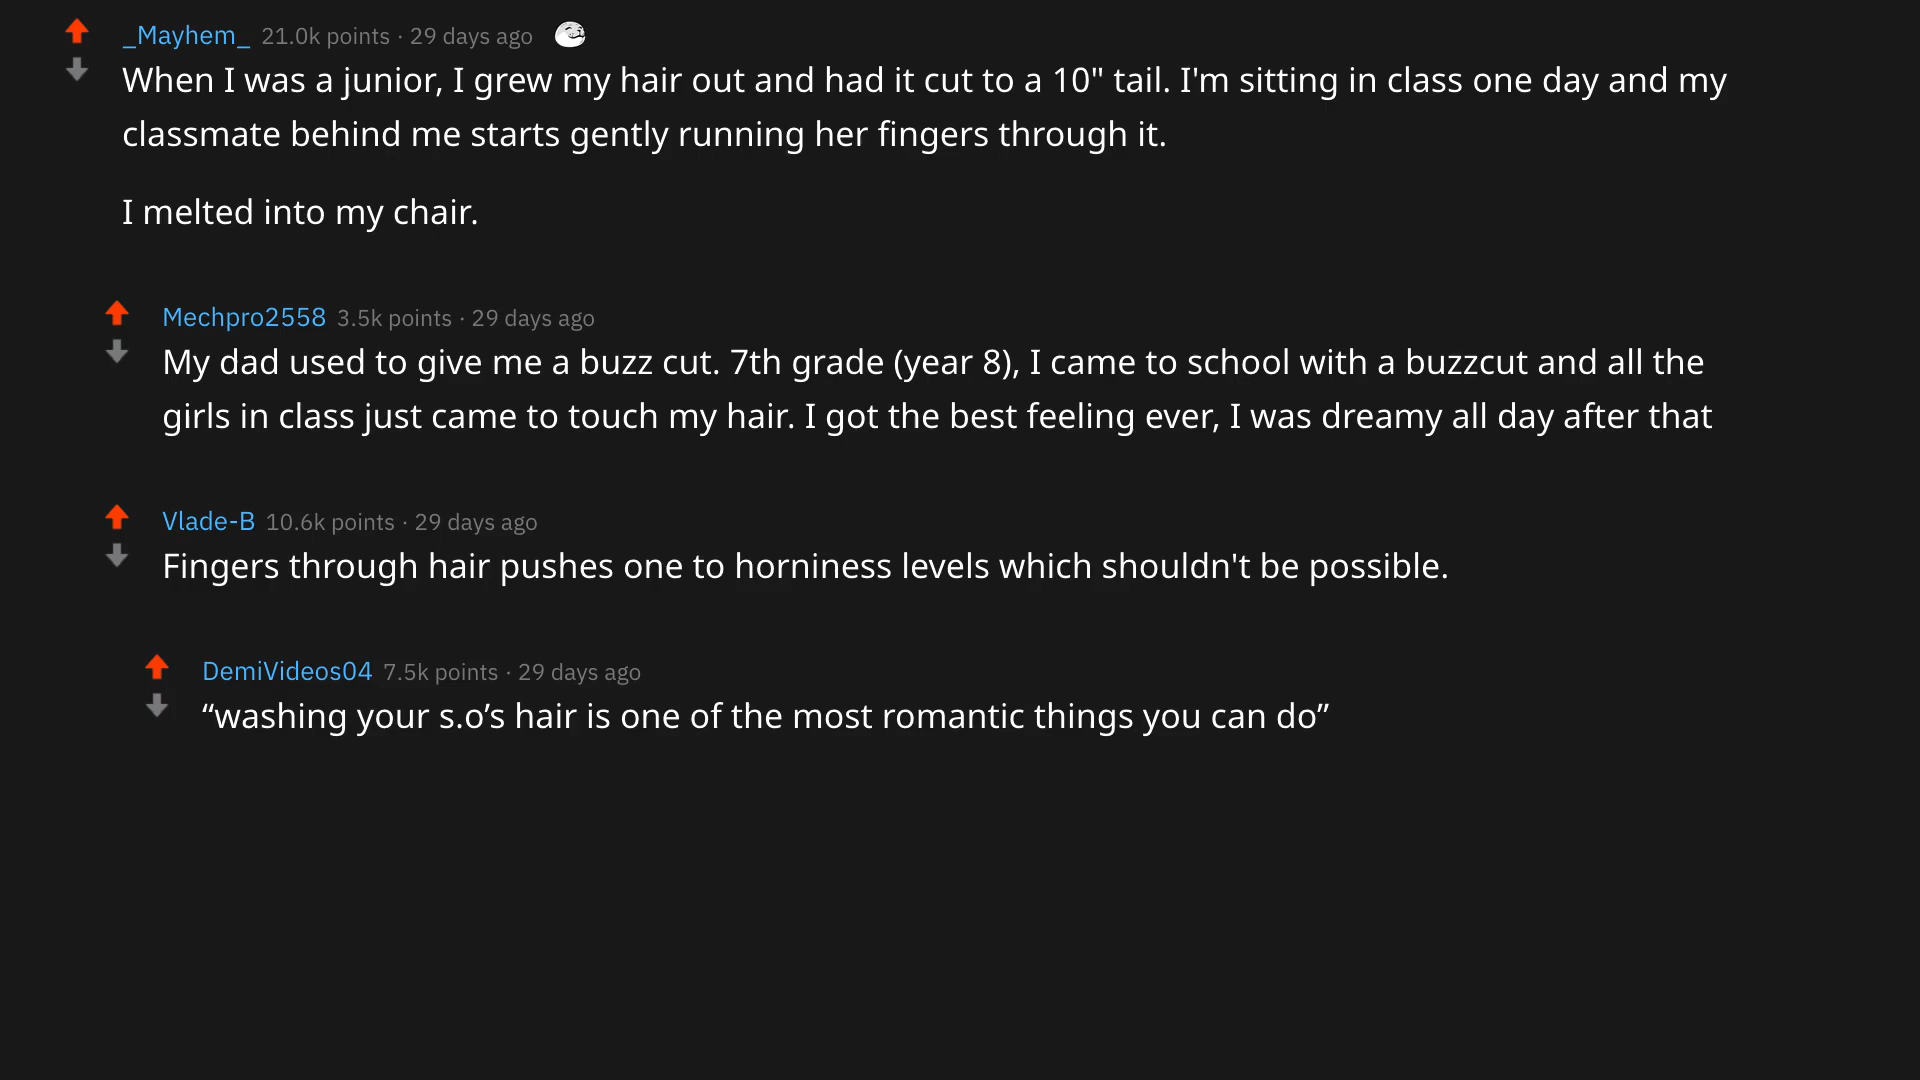 _Mayhem_ 21.0k points · 29 days ago
When I was a junior, I grew my hair out and had it cut to a 10" tail. I'm sitting in class one day and my
classmate behind me starts gently running her fingers through it.
I melted into my chair.
Mechpro2558 3.5k points · 29 days ago
My dad used to give me a buzz cut. 7th grade (year 8), I came to school with a buzzcut and all the
girls in class just came to touch my hair. I got the best feeling ever, I was dreamy all day after that
Vlade-B 10.6k points · 29 days ago
Fingers through hair pushes one to horniness levels which shouldn't be possible.
DemiVideos04 7.5k points · 29 days ago
“washing your s.o’s hair is one of the most romantic things you can do”